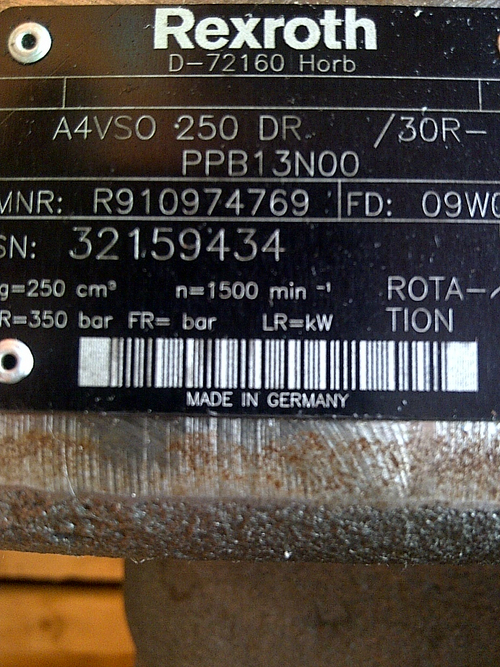 Rexroth
D-72160 Horb
A4VSO 250 DR /30R-
PPB13N00
MNR: R910974769 FD: 09W0
SN: 32159434
g=250 cm³ n=1500 min -1 ROTA-
R=350 bar FR= bar LR=kW TION
MADE IN GERMANY